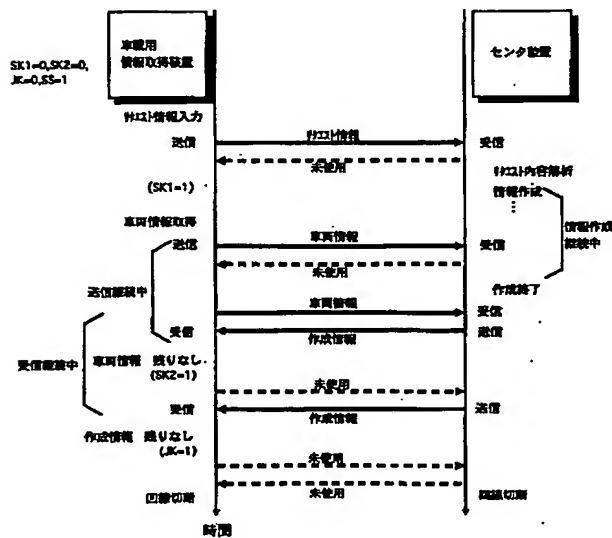 車載用
情報取得装置
センタ設置
SK1=0,SK2=0,
JK=0,SS=1
リクエスト情報入力
送信
リクエスト情報
受信
未使用
リクエスト内容解析
(SK1=1)
情報作成
情報作成
継続中
車両情報取得
送信
車両情報
受信
未使用
送信継続中
作成終了
車両情報
受信
受信
作成情報
送信
受信継続中
車両情報 残りなし
(SK2=1)
未使用
受信
作成情報
送信
作成情報 残りなし
(JK=1)
未使用
未使用
回線切断
回線切断
時間